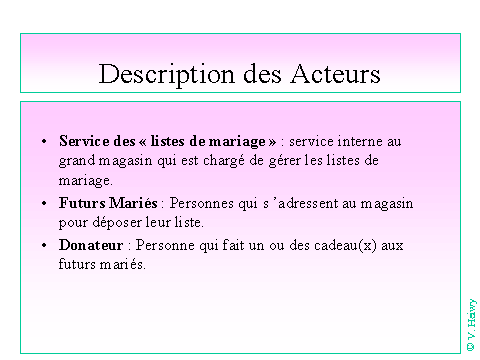 Description des Acteurs
• Service des « listes de mariage » : service interne au
grand magasin qui est chargé de gérer les listes de
mariage.
• Futurs Mariés : Personnes qui s ’adressent au magasin
pour déposer leur liste.
• Donateur : Personne qui fait un ou des cadeau(x) aux
futurs mariés.
© V. Heiwy